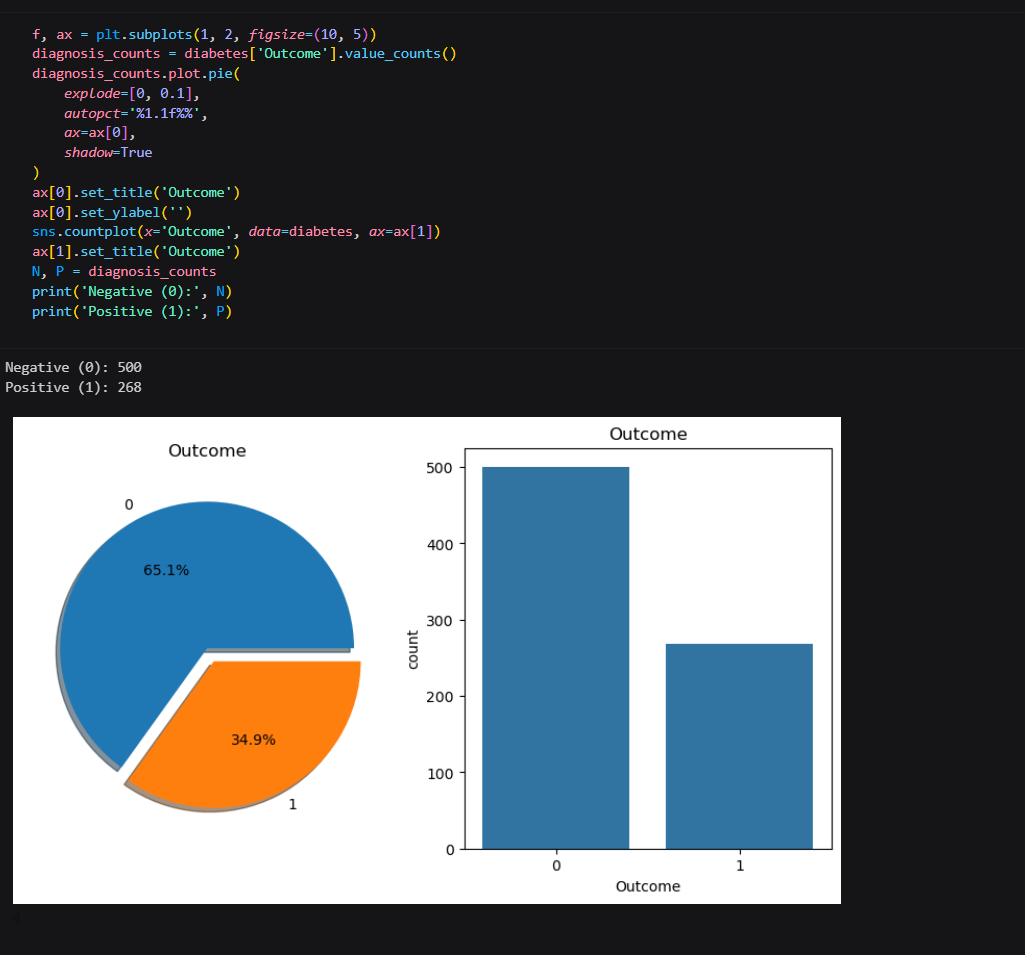 f, ax = plt.subplots(1, 2, figsize=(10, 5))
diagnosis_counts = diabetes['Outcome'].value_counts()
diagnosis_counts.plot.pie(
    explode=[0, 0.1],
    autopct='%1.1f%%',
    ax=ax[0],
    shadow=True
)
ax[0].set_title('Outcome')
ax[0].set_ylabel('')
sns.countplot(x='Outcome', data=diabetes, ax=ax[1])
ax[1].set_title('Outcome')
N, P = diagnosis_counts
print('Negative (0):', N)
print('Positive (1):', P)
Negative (0): 500
Positive (1): 268
Outcome
0
65.1%
34.9%
1
Outcome
500
400
300
200
100
0
count
0 1
Outcome